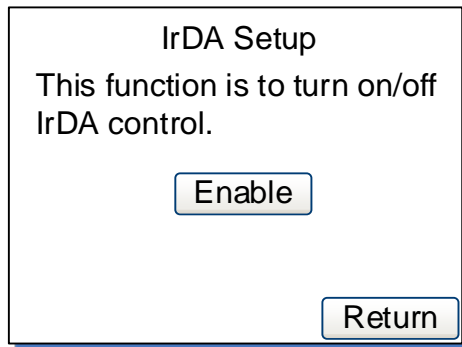 IrDA Setup
This function is to turn on/off
IrDA control.
Enable
Return